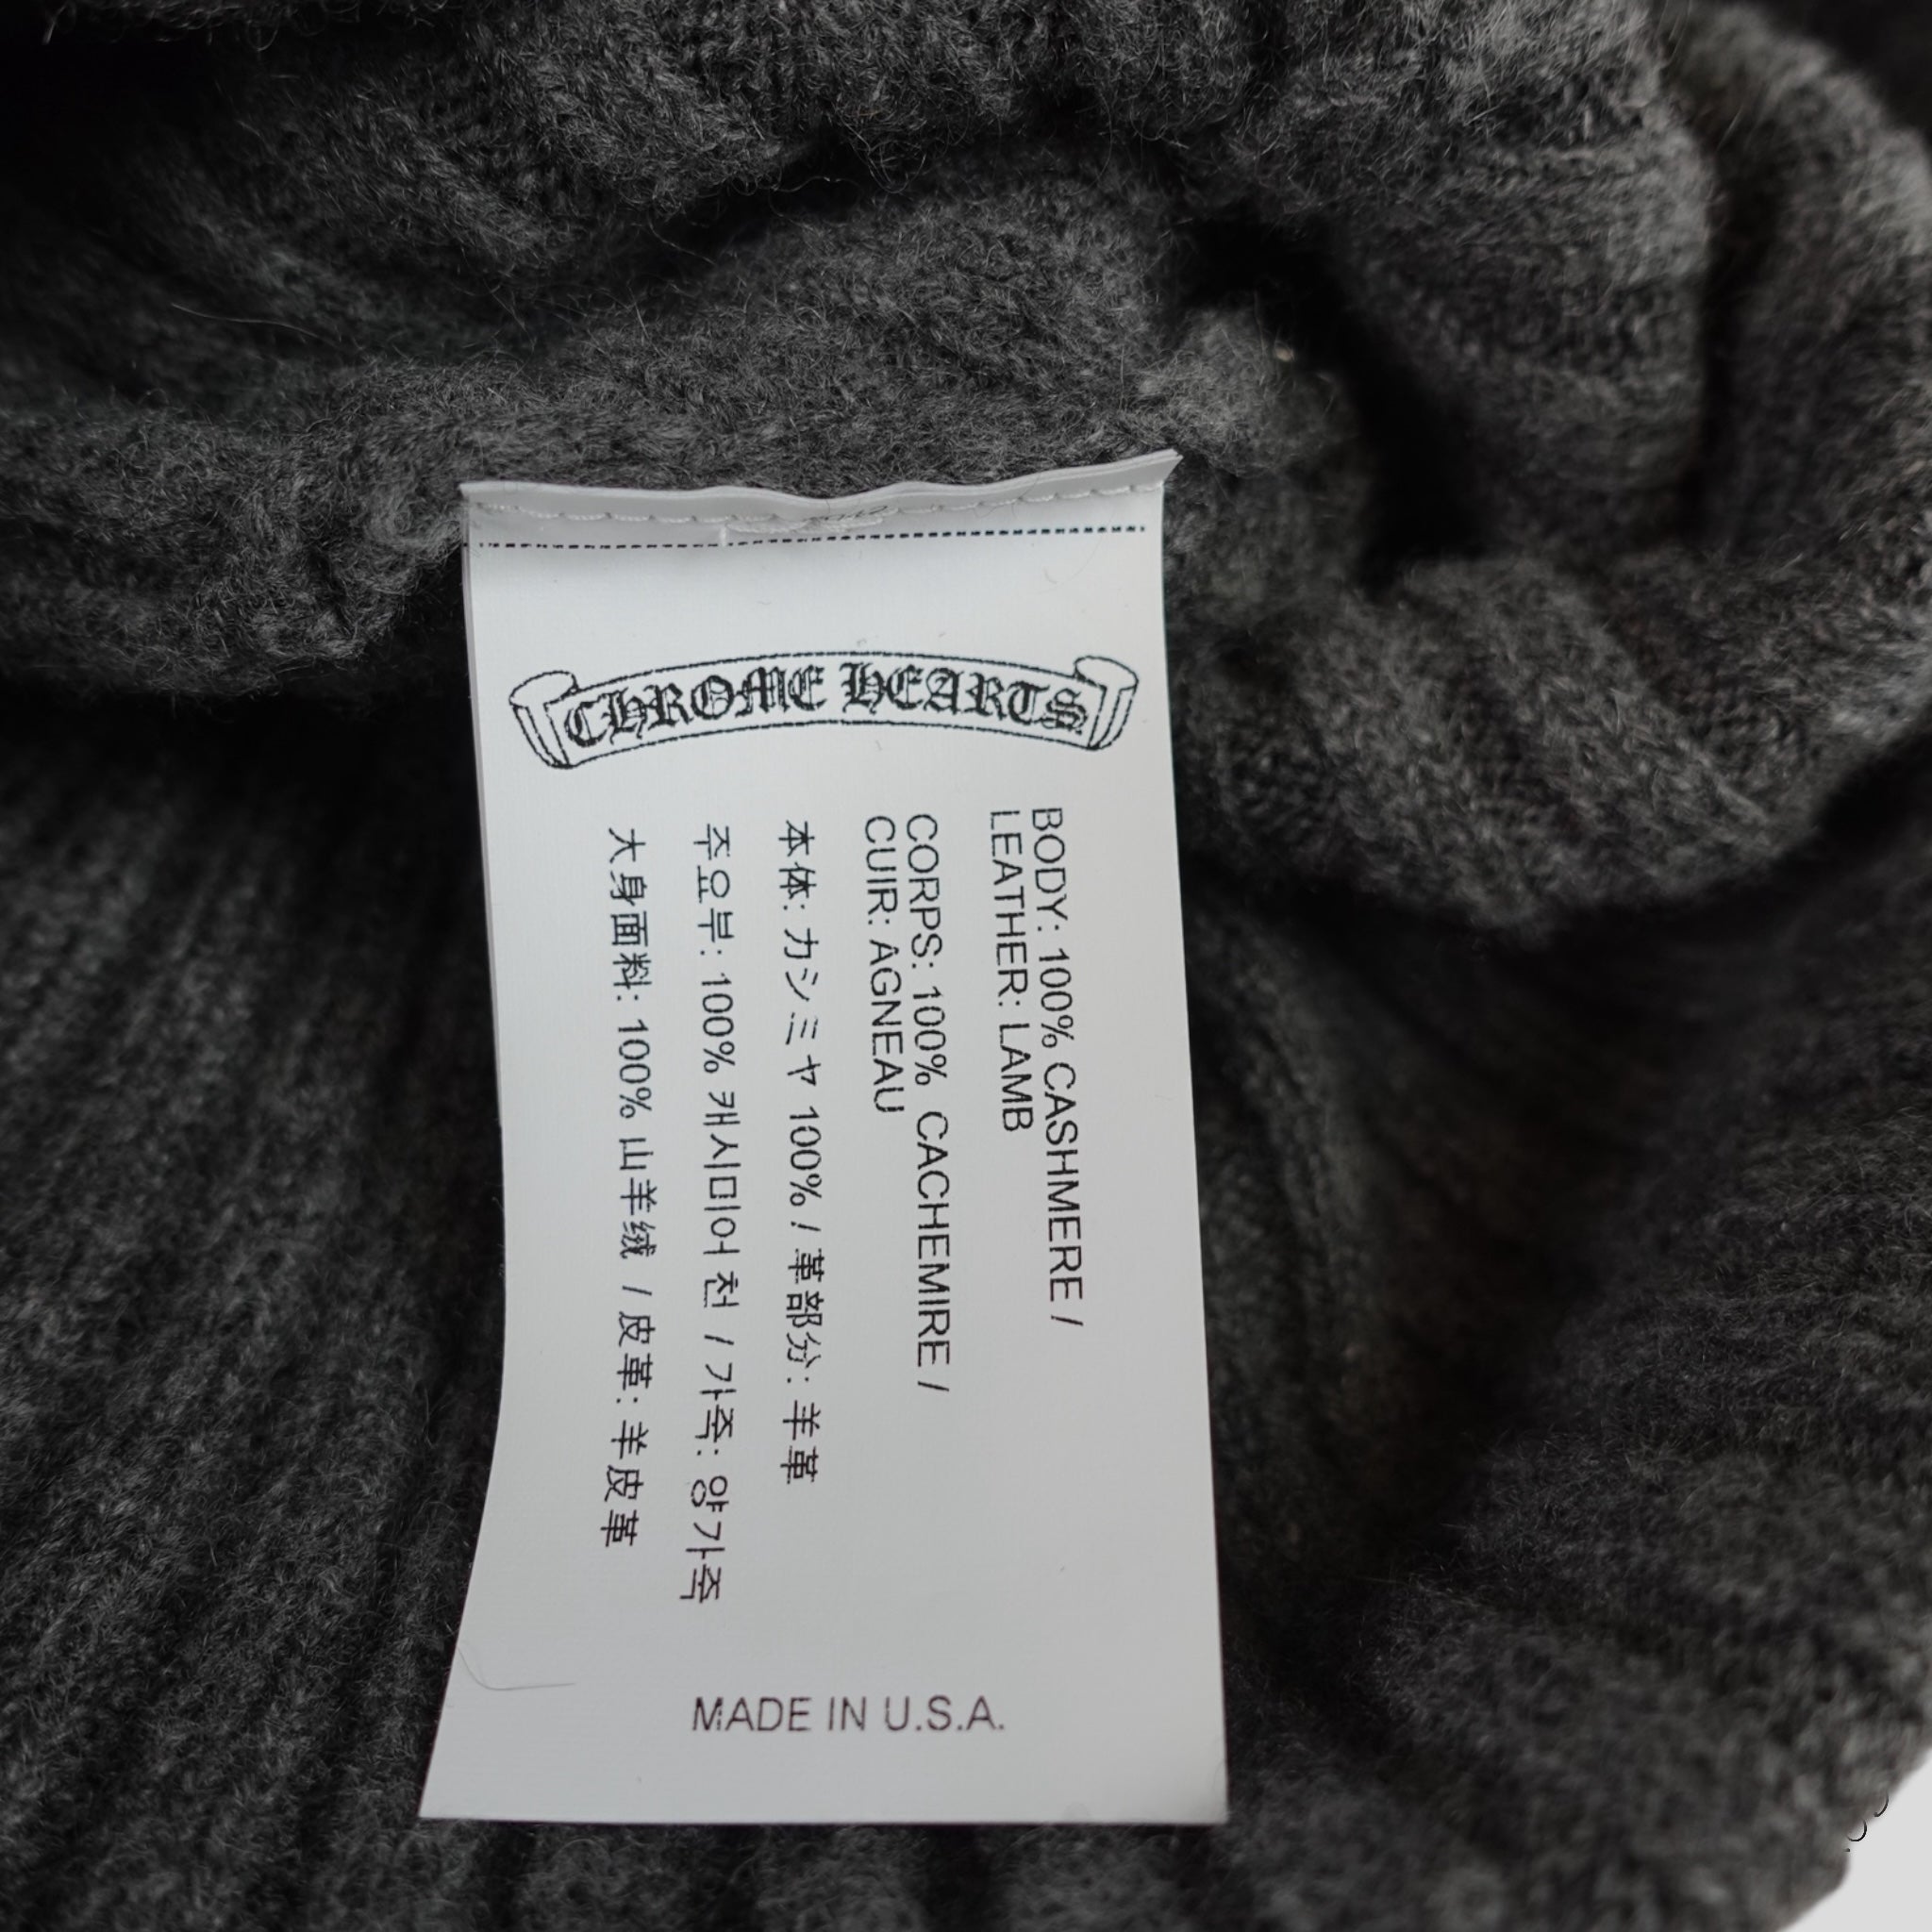 CHROME HEARTS
BODY: 100% CASHMERE /
LEATHER: LAMB
CORPS: 100% CACHEMIRE /
CUIR: AGNEAU
本体: カシミヤ 100% / 革部分: 羊革
주요부: 100% 캐시미어 천 / 가죽: 양가죽
大身面料: 100% 山羊绒 / 皮革: 羊皮革
MADE IN U.S.A.